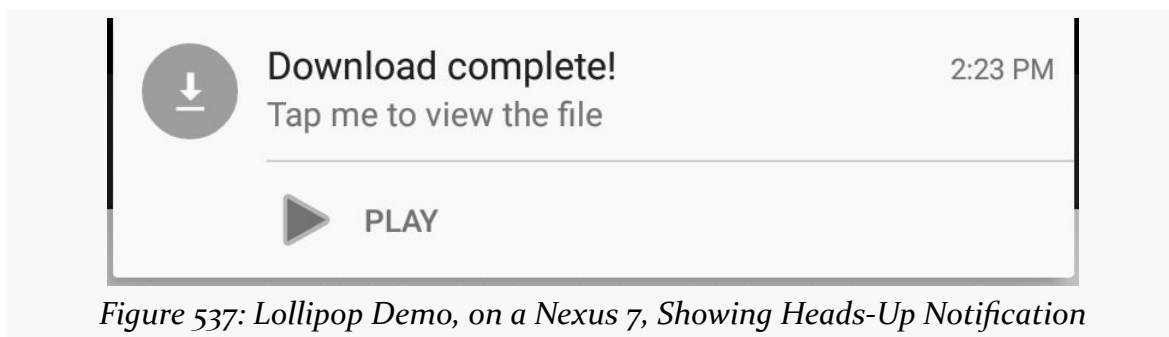 Download complete! 2:23 PM
Tap me to view the file
PLAY
Figure 537: Lollipop Demo, on a Nexus 7, Showing Heads-Up Notification